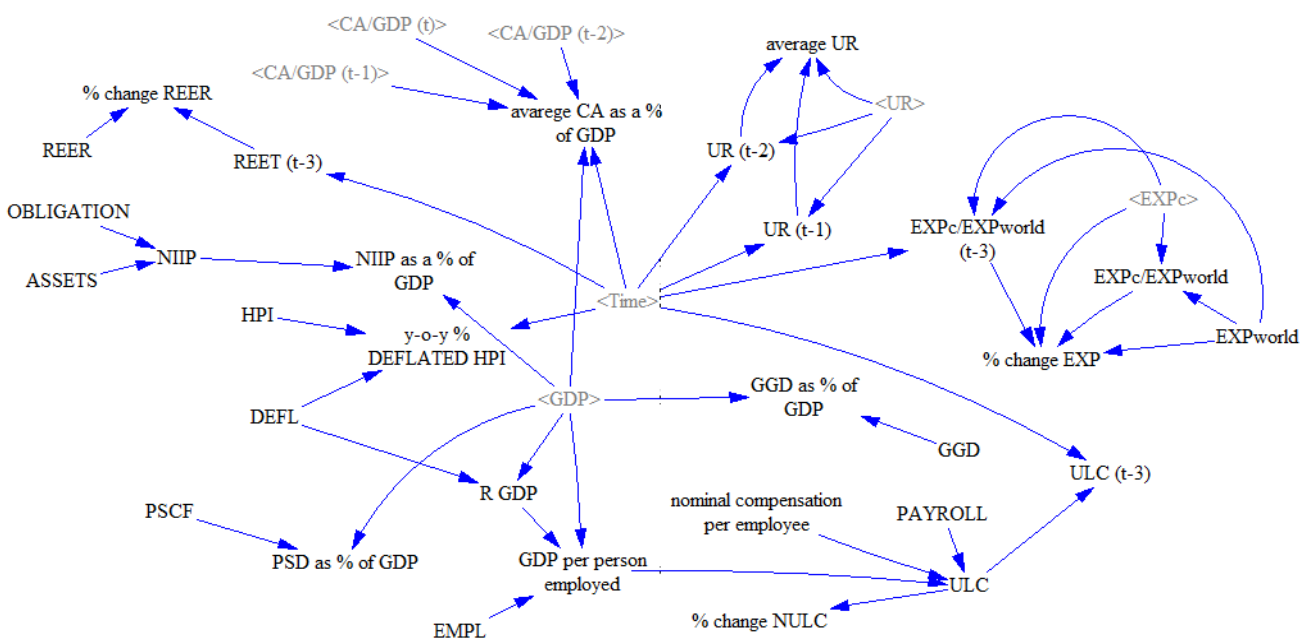 <CA/GDP (t)>
<CA/GDP (t-2)>
<CA/GDP (t-1)>
average UR
% change REER
avarege CA as a %
of GDP
<UR>
REER
REET (t-3)
UR (t-2)
<EXPc>
OBLIGATION
UR (t-1)
EXPc/EXPworld
(t-3)
NIIP
NIIP as a % of
GDP
ASSETS
EXPc/EXPworld
<Time>
HPI
y-o-y %
DEFLATED HPI
EXPworld
% change EXP
<GDP>
GGD as % of
GDP
DEFL
GGD
ULC (t-3)
R GDP
nominal compensation
per employee
PSCF
PAYROLL
PSD as % of GDP
GDP per person
employed
ULC
EMPL
% change NULC